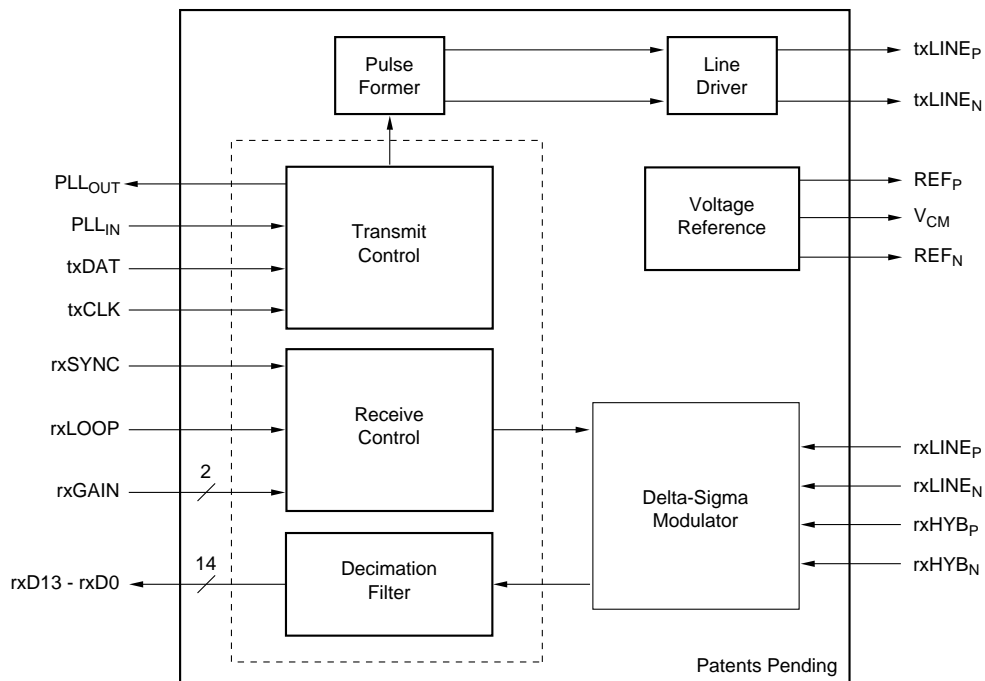 Pulse
Former
Line
Driver
txLINEP
txLINEN
PLLOUT
PLLIN
txDAT
txCLK
Transmit
Control
Voltage
Reference
REFP
VCM
REFN
rxSYNC
rxLOOP
2
rxGAIN
Receive
Control
Delta-Sigma
Modulator
rxLINEP
rxLINEN
rxHYBP
rxHYBN
14
rxD13 - rxD0
Decimation
Filter
Patents Pending